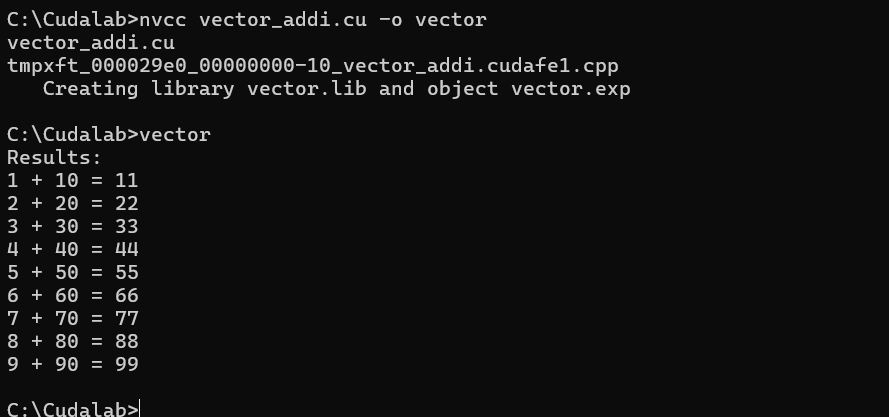 C:\Cudalab>nvcc vector_addi.cu -o vector
vector_addi.cu
tmpxft_000029e0_00000000-10_vector_addi.cudafe1.cpp
   Creating library vector.lib and object vector.exp

C:\Cudalab>vector
Results:
1 + 10 = 11
2 + 20 = 22
3 + 30 = 33
4 + 40 = 44
5 + 50 = 55
6 + 60 = 66
7 + 70 = 77
8 + 80 = 88
9 + 90 = 99

C:\Cudalab>